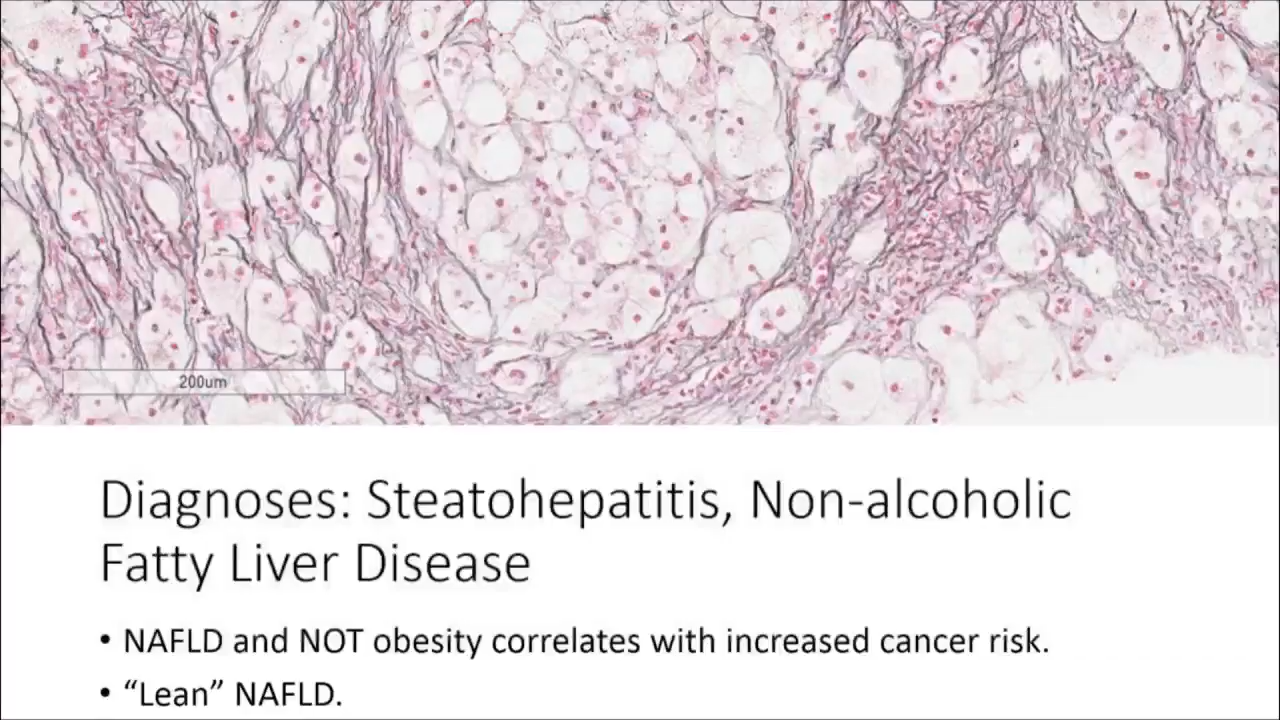 200um
Diagnoses: Steatohepatitis, Non-alcoholic
Fatty Liver Disease
• NAFLD and NOT obesity correlates with increased cancer risk.
• “Lean” NAFLD.